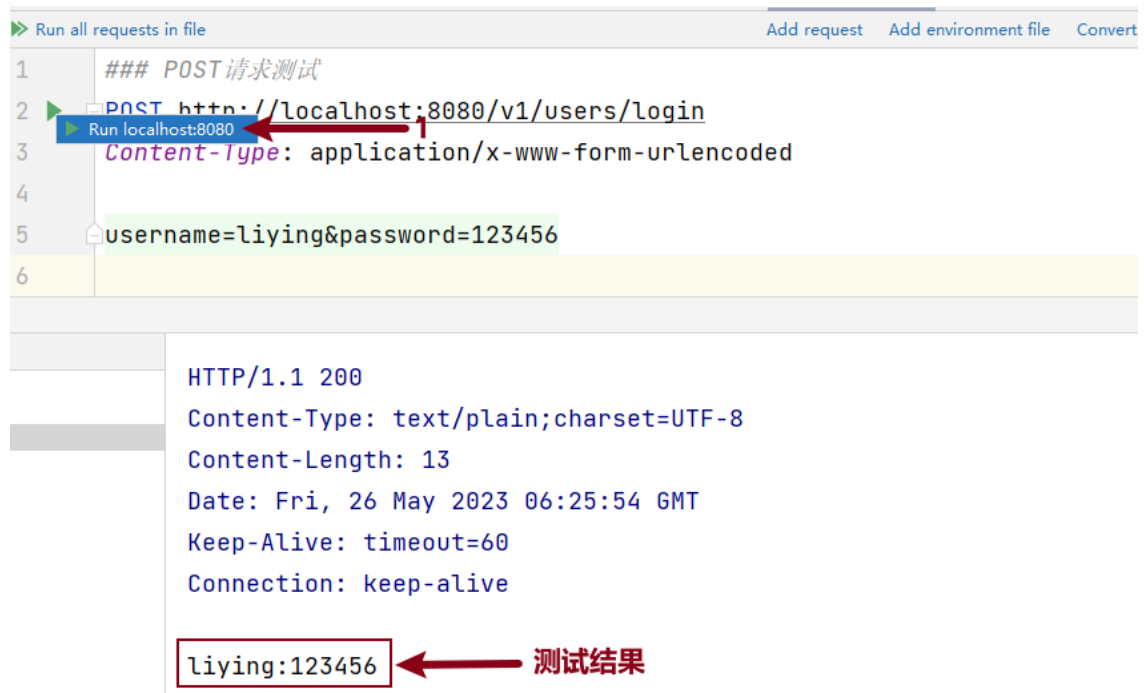 Run all requests in file Add request Add environment file Convert
1 ### POST请求测试
2 POST http://localhost:8080/v1/users/login
Run localhost:8080 1
3 Content-Type: application/x-www-form-urlencoded
4
5 username=liying&password=123456
6
HTTP/1.1 200
Content-Type: text/plain;charset=UTF-8
Content-Length: 13
Date: Fri, 26 May 2023 06:25:54 GMT
Keep-Alive: timeout=60
Connection: keep-alive
liying:123456 测试结果